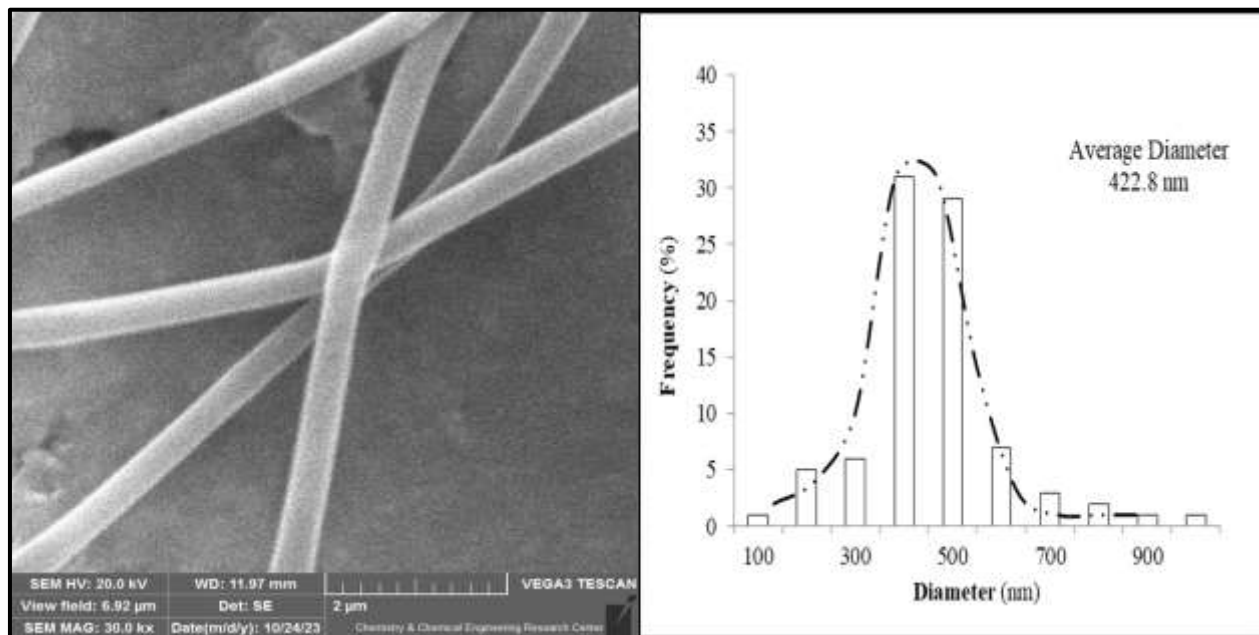 SEM HV: 20.0 kV WD: 11.97 mm VEGA3 TESCAN
View field: 6.92 µm Det: SE 2 µm
SEM MAG: 30.0 kx Date(m/d/y): 10/24/23 Chemistry & Chemical Engineering Research Center
40
35
30
25
20
15
10
5
0
Frequency (%)
Average Diameter
422.8 nm
100 300 500 700 900
Diameter (nm)